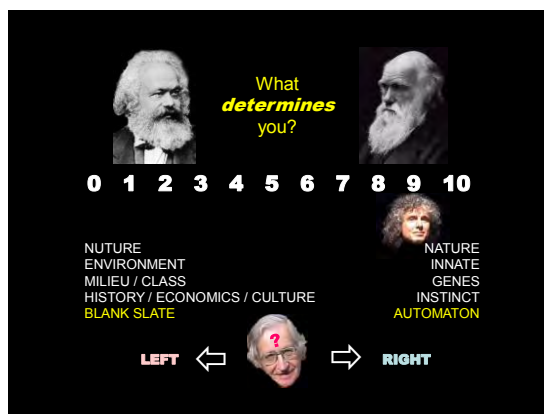 What
determines
you?
0 1 2 3 4 5 6 7 8 9 10
NUTURE
ENVIRONMENT
MILIEU / CLASS
HISTORY / ECONOMICS / CULTURE
BLANK SLATE
NATURE
INNATE
GENES
INSTINCT
AUTOMATON
?
LEFT
RIGHT